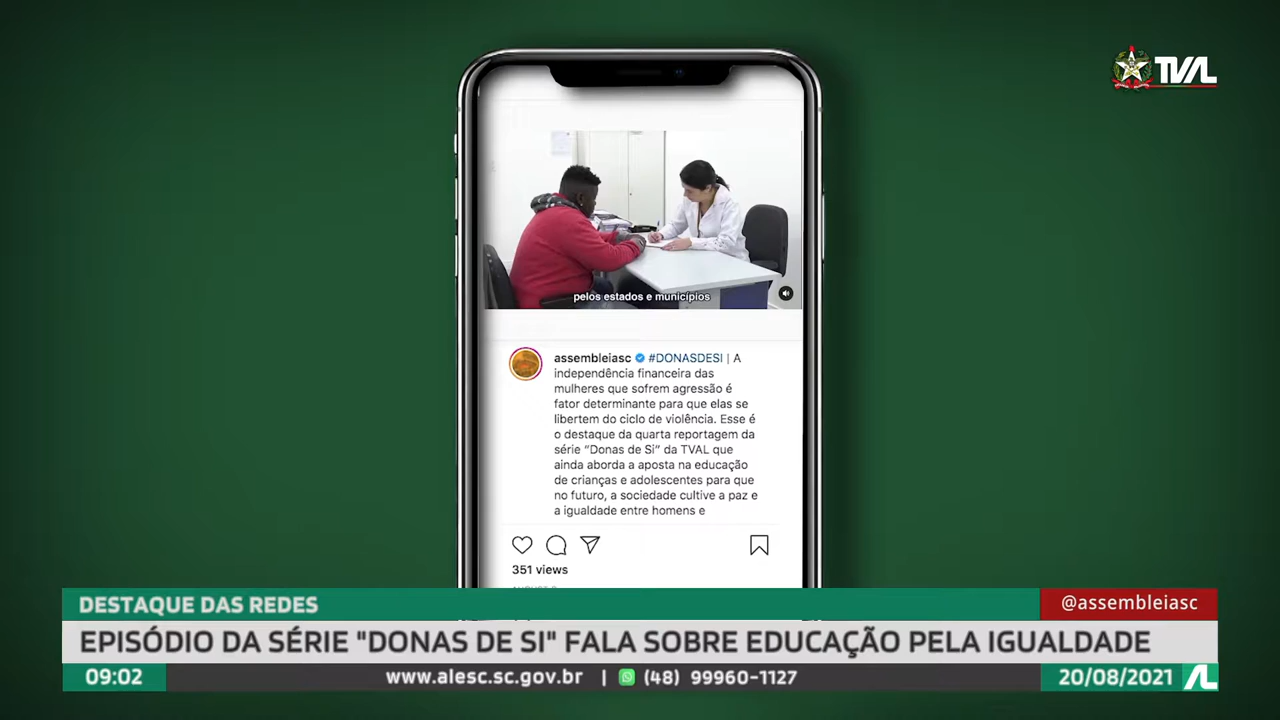 TVAL
pelos estados e municípios
assembleiasc #DONASDESI | A
independência financeira das
mulheres que sofrem agressão é
fator determinante para que elas se
libertem do ciclo de violência. Esse é
o destaque da quarta reportagem da
série “Donas de Si” da TVAL que
ainda aborda a aposta na educação
de crianças e adolescentes para que
no futuro, a sociedade cultive a paz e
a igualdade entre homens e
351 views
DESTAQUE DAS REDES
@assembleiasc
EPISÓDIO DA SÉRIE "DONAS DE SI" FALA SOBRE EDUCAÇÃO PELA IGUALDADE
09:02
www.alesc.sc.gov.br | (48) 99960-1127
20/08/2021